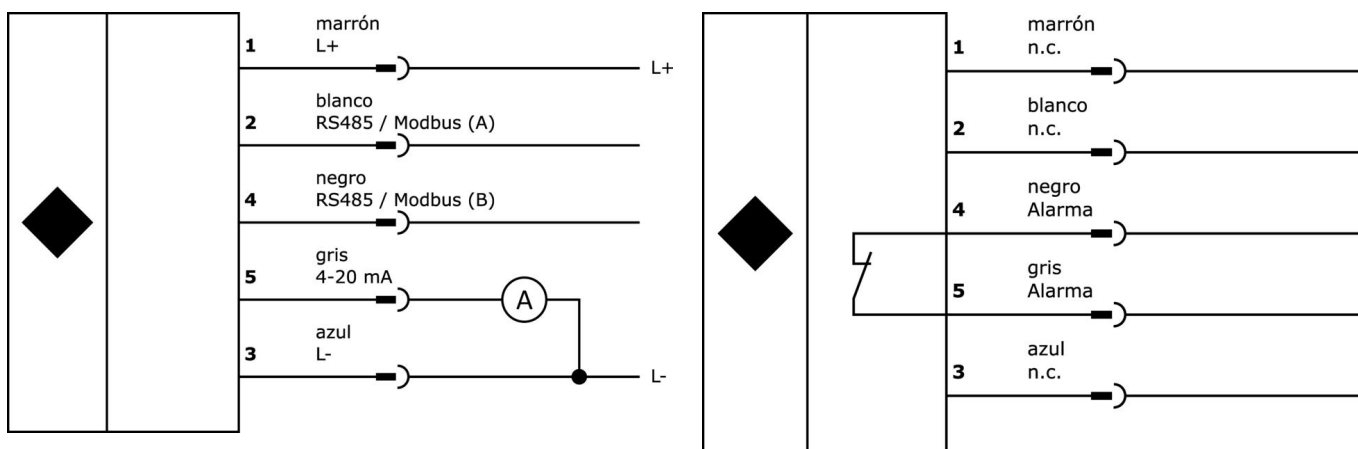 marrón
1 L+
L+
blanco
2 RS485 / Modbus (A)
negro
4 RS485 / Modbus (B)
gris
5 4-20 mA
A
azul
3 L-
L-
marrón
1 n.c.
blanco
2 n.c.
negro
4 Alarma
gris
5 Alarma
azul
3 n.c.